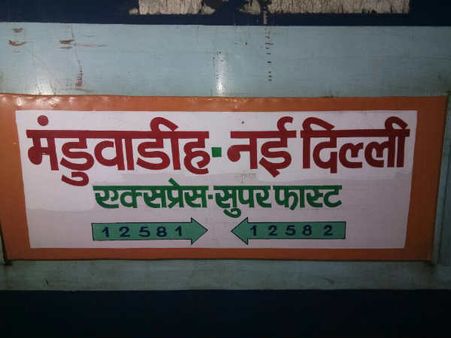 मंडुवाडीह-नई दिल्ली
एक्सप्रेस-सुपर फास्ट
12581 12582